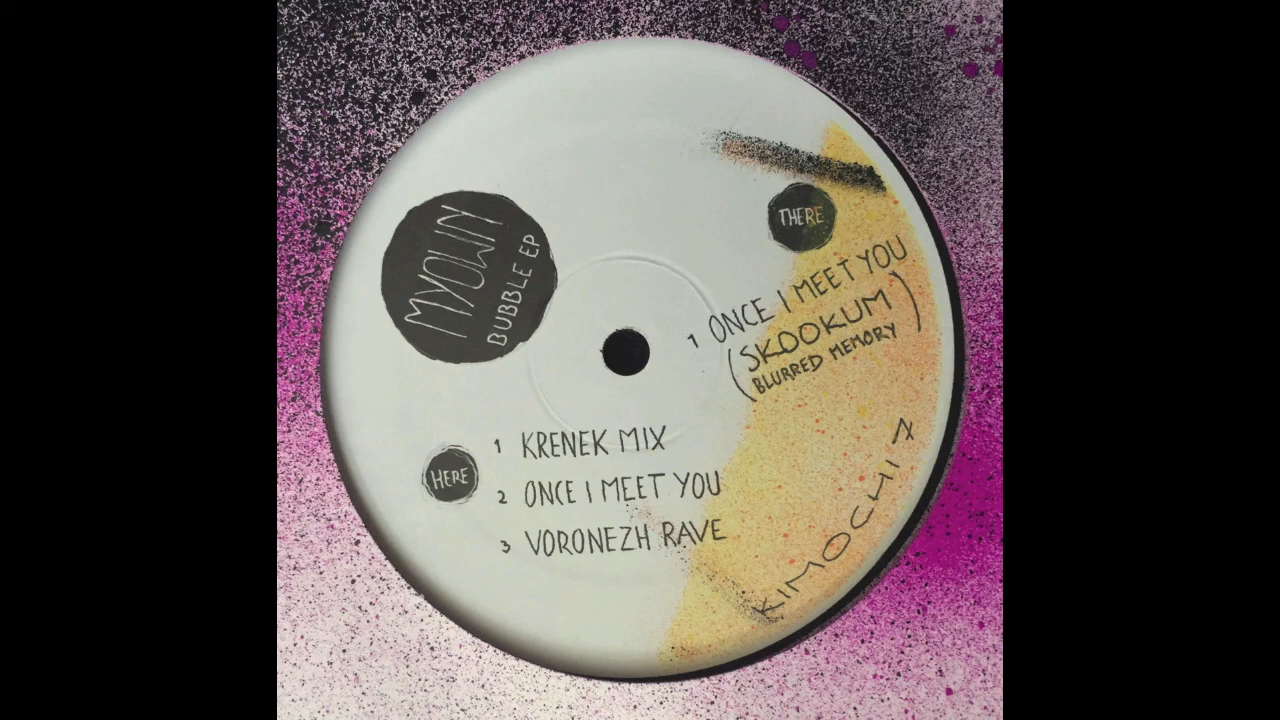 MYOWN
BUBBLE EP
THERE
1 ONCE I MEET YOU
(SKOOKUM
BLURRED MEMORY)
HERE
1 KRENEK MIX
2 ONCE I MEET YOU
3 VORONEZH RAVE
KIMOCHI 7